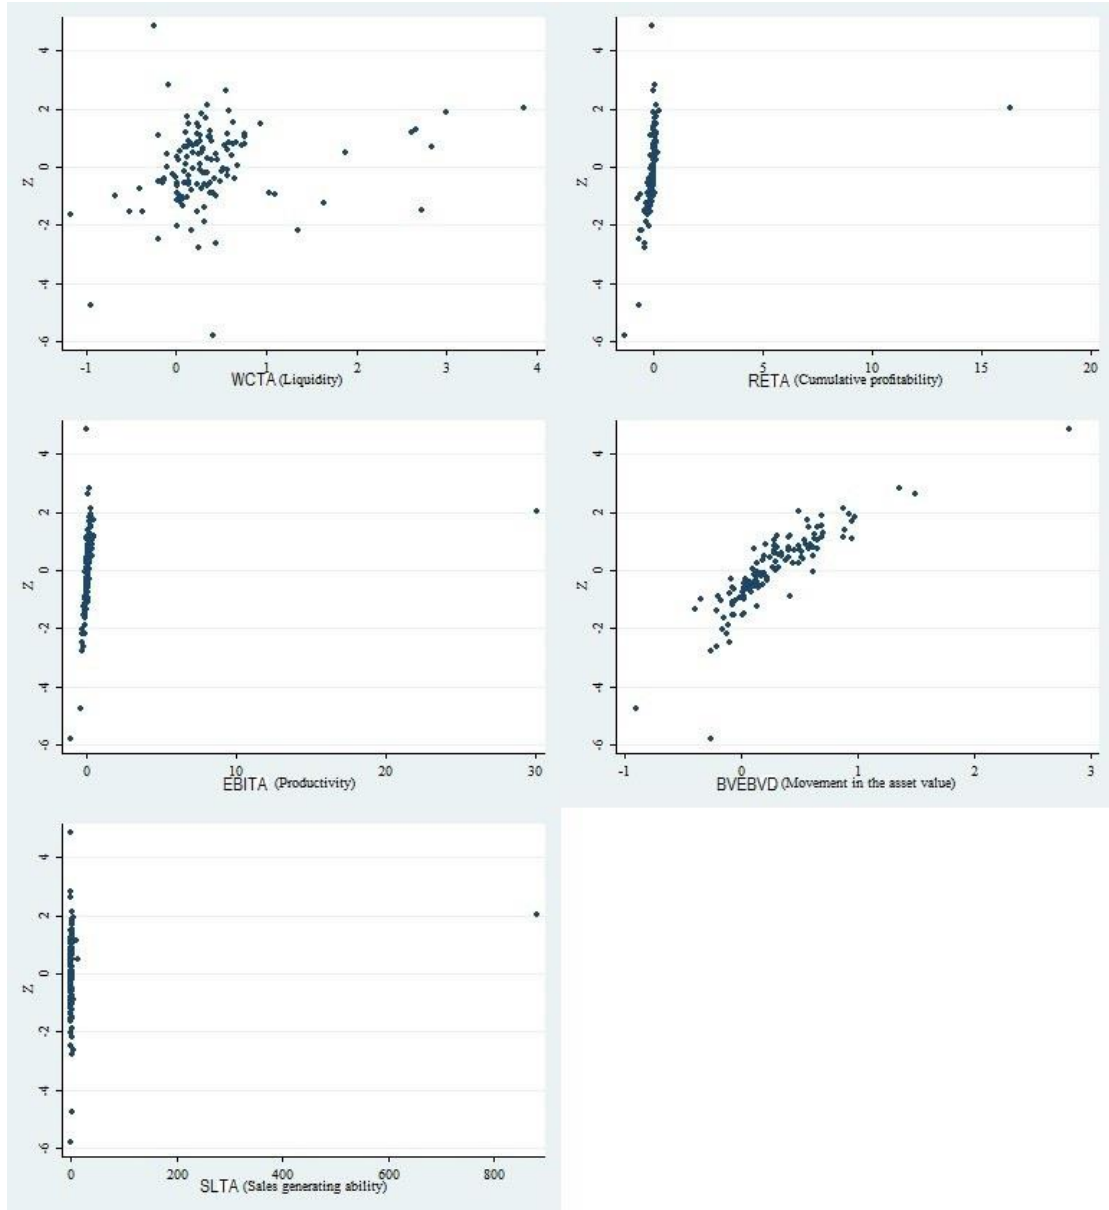 4
2
0
-2
-4
-6
Z
-1 0 1 2 3 4
WCTA (Liquidity)
4
2
0
-2
-4
-6
Z
0 5 10 15 20
RETA (Cumulative profitability)
4
2
0
-2
-4
-6
Z
0 10 20 30
EBITA (Productivity)
4
2
0
-2
-4
-6
Z
-1 0 1 2 3
BVEBVD (Movement in the asset value)
4
2
0
-2
-4
-6
Z
0 200 400 600 800
SLTA (Sales generating ability)